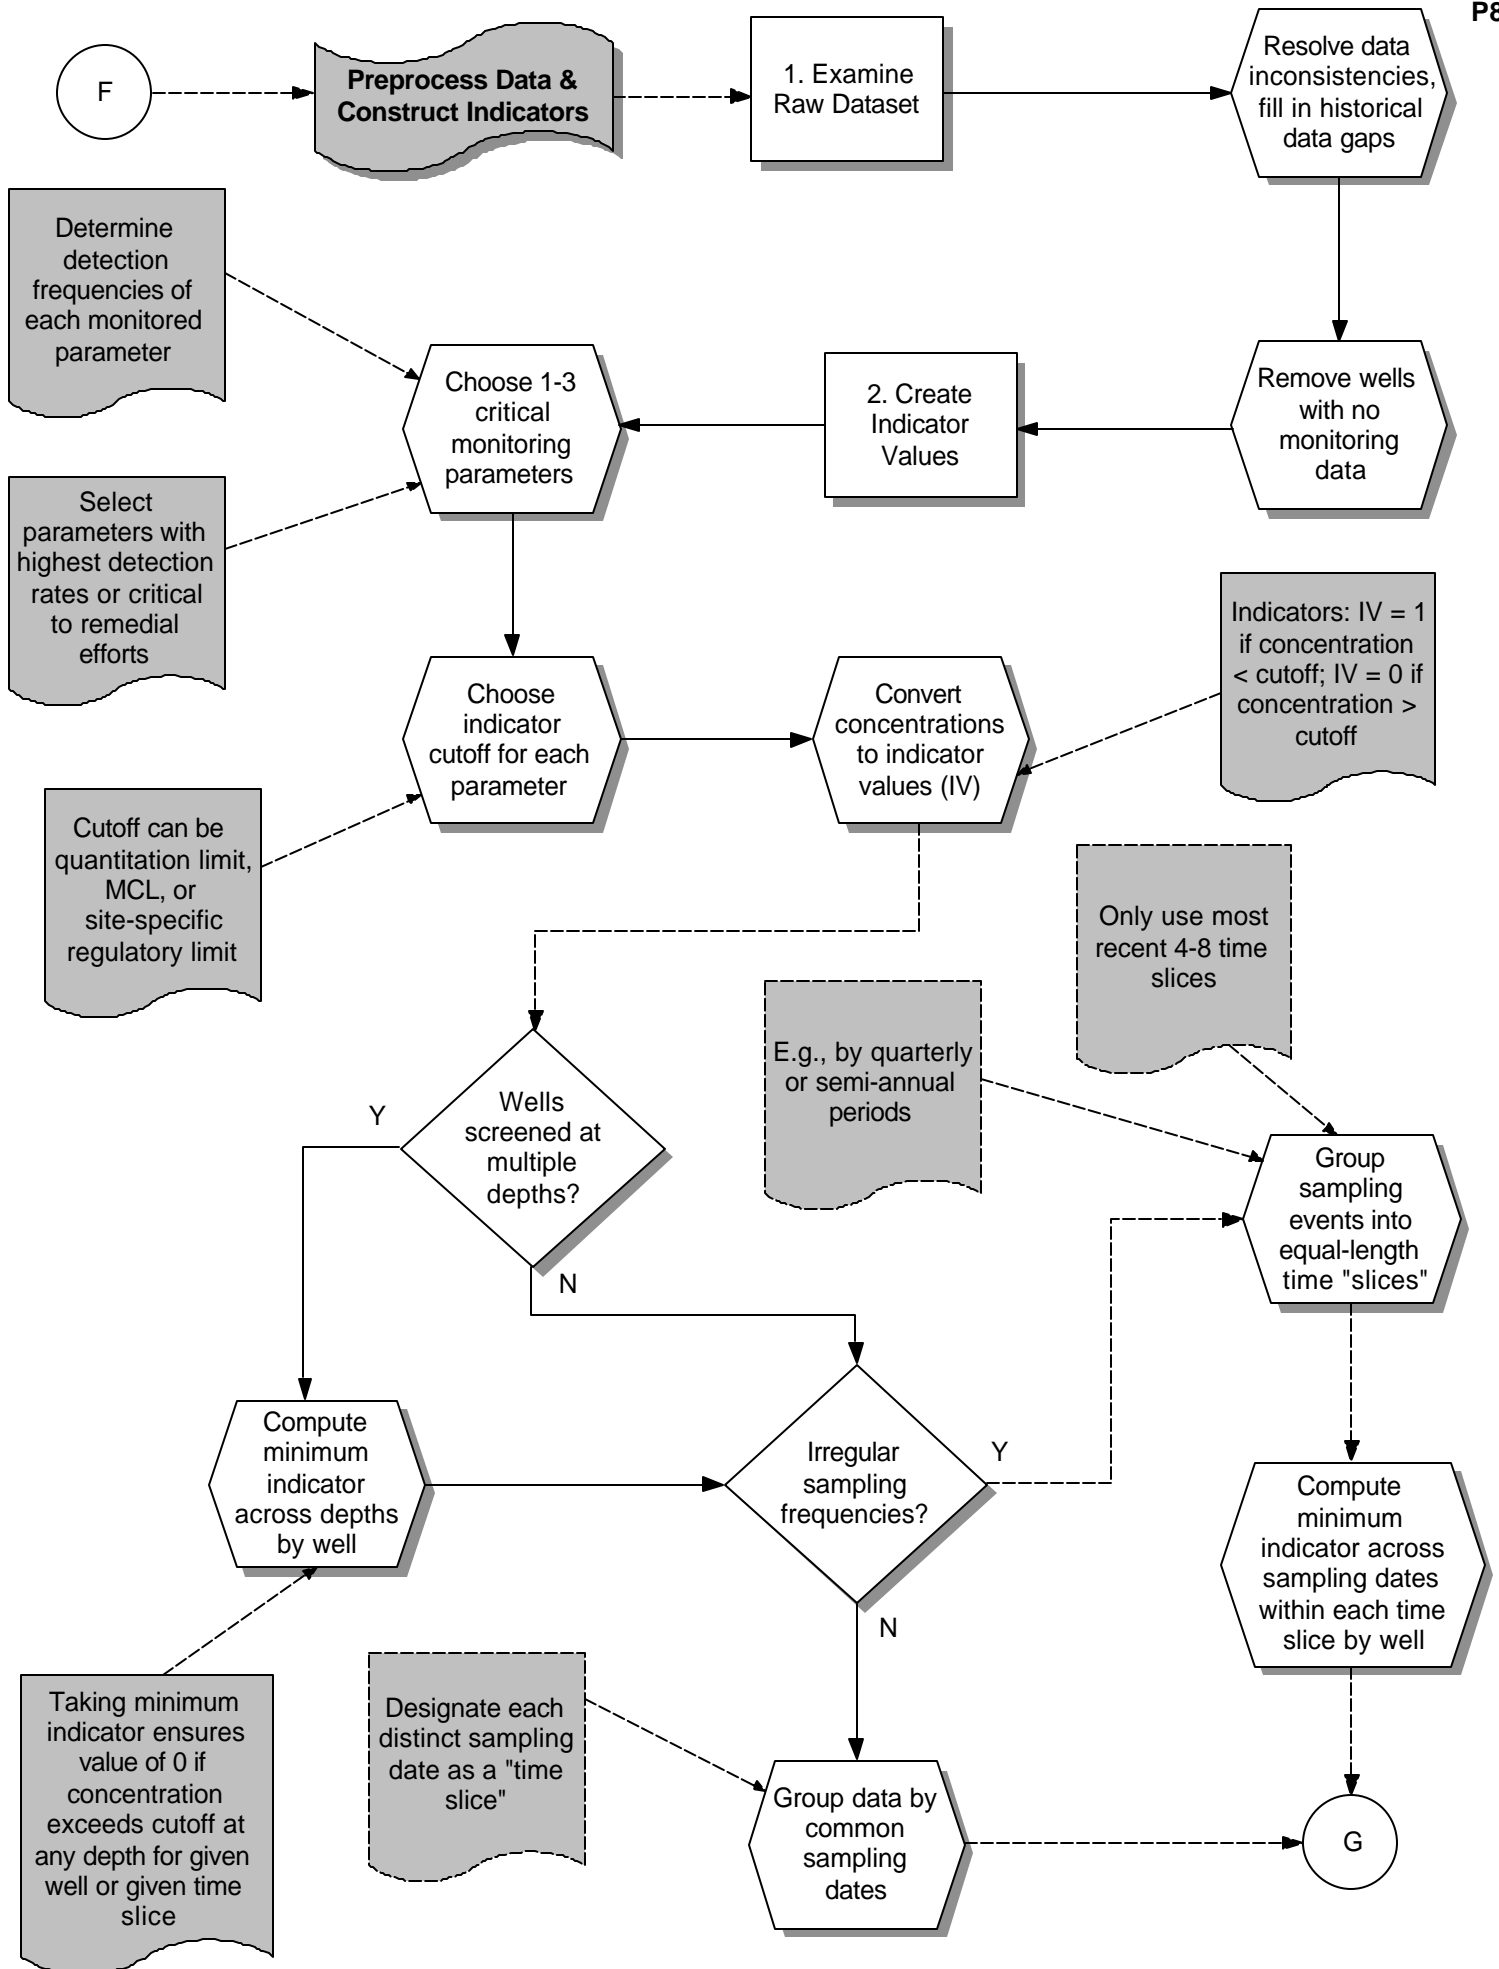 P8
F
Preprocess Data &
Construct Indicators
1. Examine
Raw Dataset
Resolve data
inconsistencies,
fill in historical
data gaps
Determine
detection
frequencies of
each monitored
parameter
Choose 1-3
critical
monitoring
parameters
2. Create
Indicator
Values
Remove wells
with no
monitoring
data
Select
parameters with
highest detection
rates or critical
to remedial
efforts
Indicators: IV = 1
if concentration
< cutoff; IV = 0 if
concentration >
cutoff
Choose
indicator
cutoff for each
parameter
Convert
concentrations
to indicator
values (IV)
Cutoff can be
quantitation limit,
MCL, or
site-specific
regulatory limit
Only use most
recent 4-8 time
slices
E.g., by quarterly
or semi-annual
periods
Wells
screened at
multiple
depths?
Y
N
Group
sampling
events into
equal-length
time "slices"
Compute
minimum
indicator
across depths
by well
Irregular
sampling
frequencies?
Y
N
Compute
minimum
indicator across
sampling dates
within each time
slice by well
Taking minimum
indicator ensures
value of 0 if
concentration
exceeds cutoff at
any depth for given
well or given time
slice
Designate each
distinct sampling
date as a "time
slice"
Group data by
common
sampling
dates
G